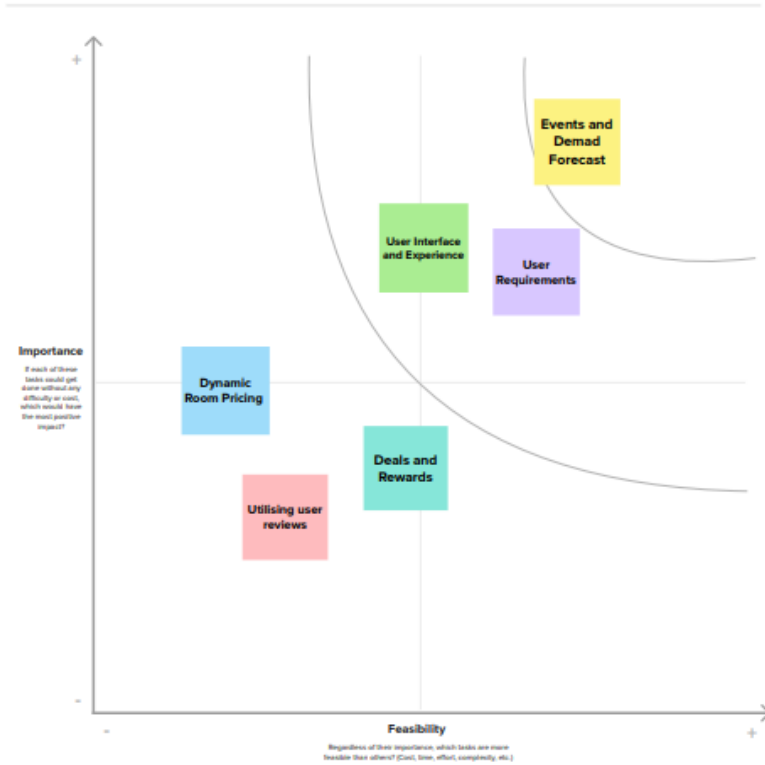 +
Events and
Demad
Forecast
User Interface
and Experience
User
Requirements
Importance
If each of these
tasks could get
done without any
difficulty or cost,
which would have
the most positive
impact?
Dynamic
Room Pricing
Deals and
Rewards
Utilising user
reviews
-
-
Feasibility
+
Regardless of their importance, which tasks are more
feasible than others? (Cost, time, effort, complexity, etc.)